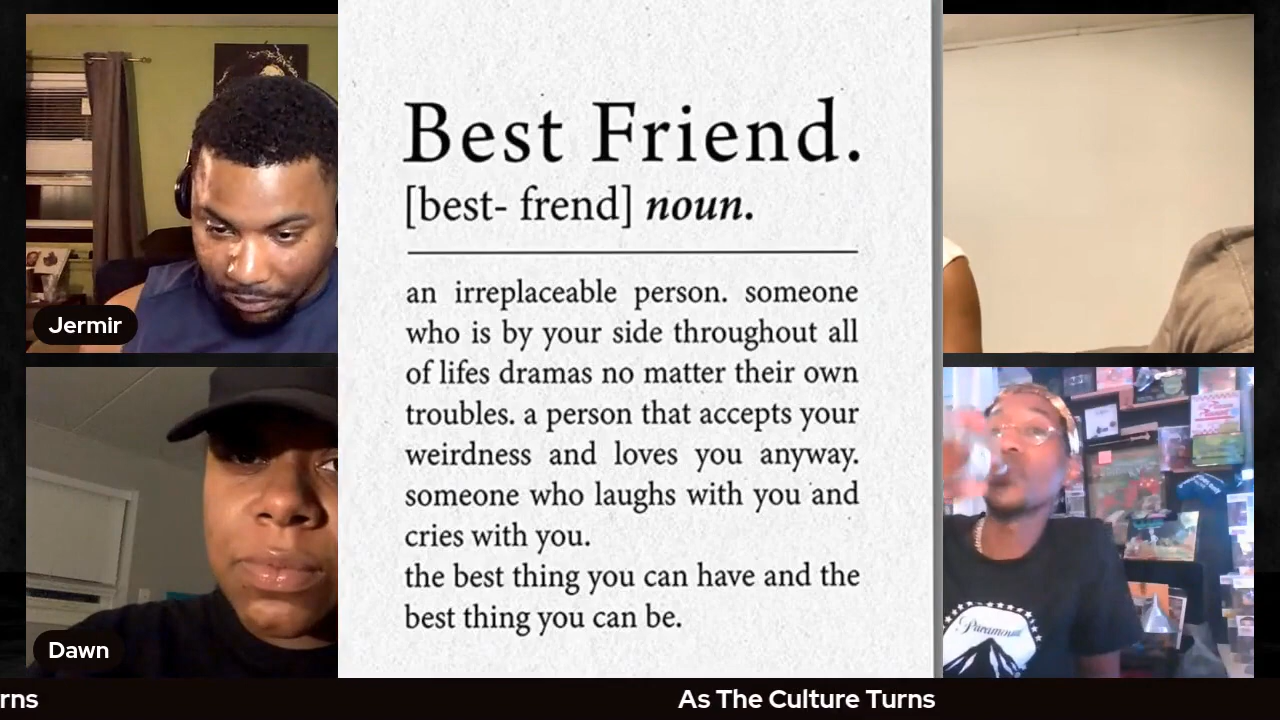 Best Friend.
[best- frend] noun.
an irreplaceable person. someone
who is by your side throughout all
of lifes dramas no matter their own
troubles. a person that accepts your
weirdness and loves you anyway.
someone who laughs with you and
cries with you.
the best thing you can have and the
best thing you can be.
Jermir
Dawn
Paramount
rns
As The Culture Turns